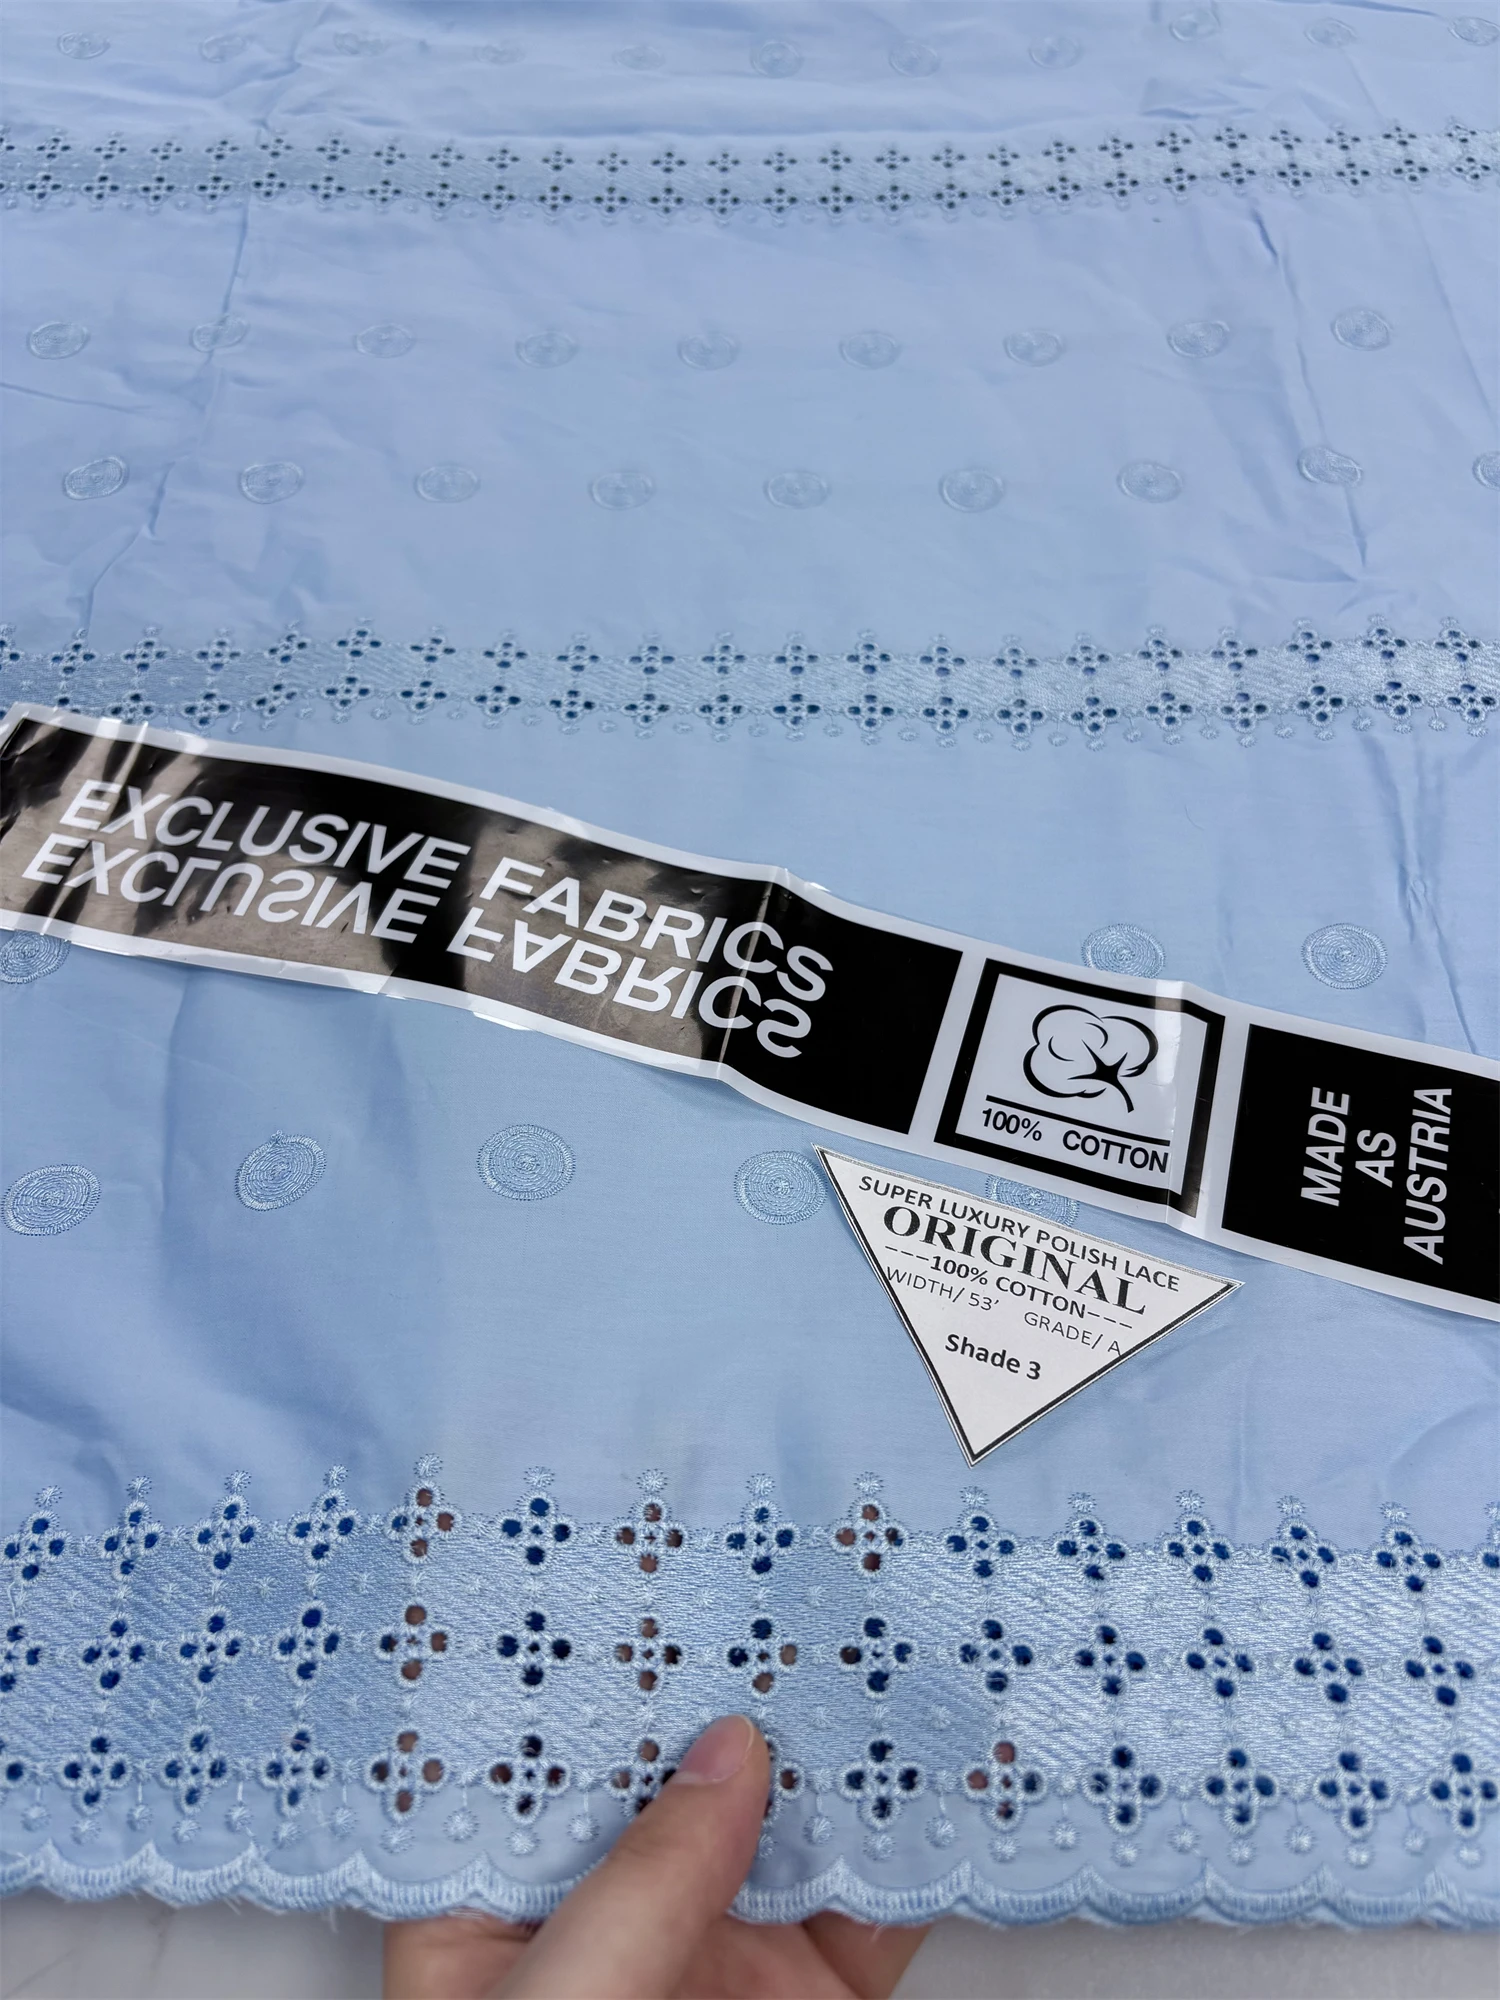 EXCLUSIVE FABRICS
EXCLUSIVE FABRICS
100% COTTON
MADE
AS
AUSTRIA
SUPER LUXURY POLISH LACE
ORIGINAL
---100% COTTON---
WIDTH/ 53' GRADE/ A
Shade 3